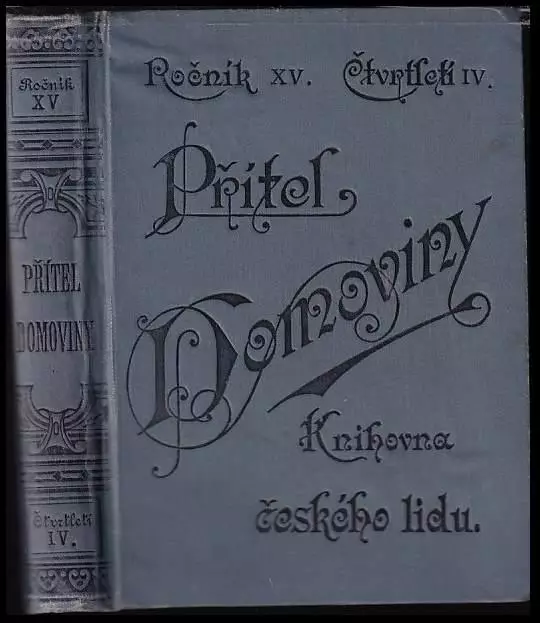 Ročník XV. Čtvrtletí IV.
Přítel
Domoviny
Knihovna
českého lidu.
Ročník
XV
PŘÍTEL
DOMOVINY
Čtvrtletí
IV.